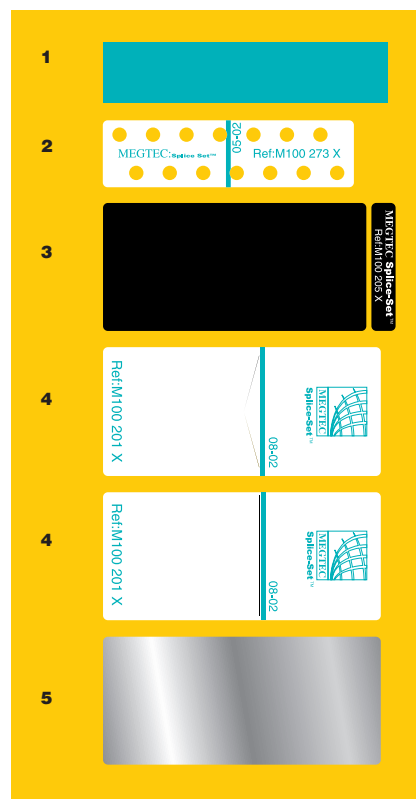 1
2
MEGTEC: Splice Set™
05-02
Ref:M100 273 X
3
MEGTEC Splice-Set™
Ref:M100 205 X
4
Ref:M100 201 X
08-02
MEGTEC
Splice-Set™
4
Ref:M100 201 X
08-02
MEGTEC
Splice-Set™
5